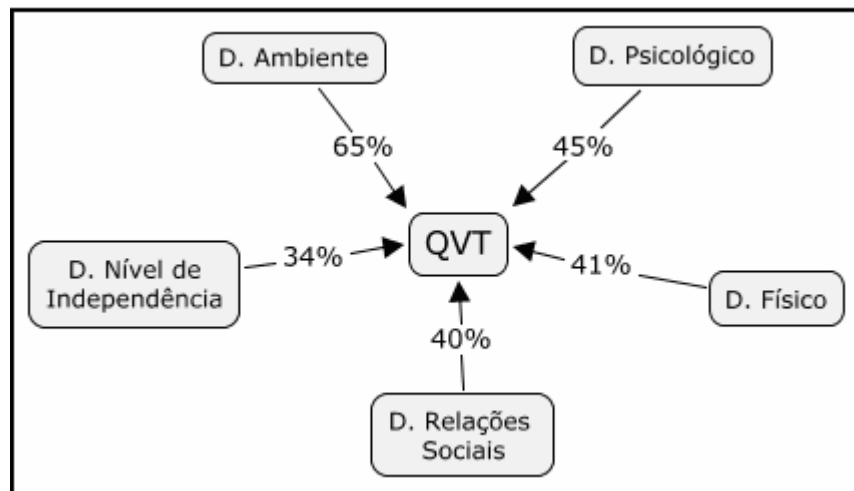 D. Ambiente
D. Psicológico
65%
45%
QVT
D. Nível de
Independência
34%
41%
D. Físico
40%
D. Relações
Sociais